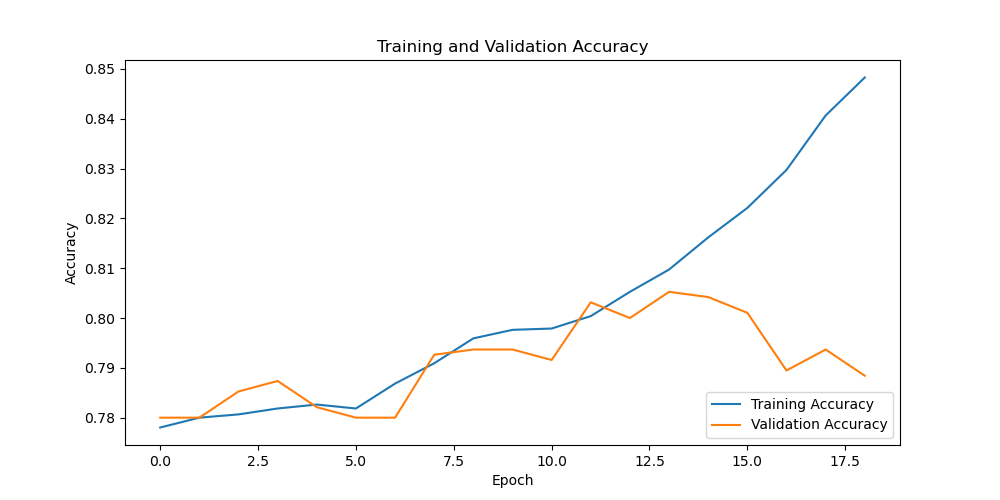 Training and Validation Accuracy
Accuracy
0.85
0.84
0.83
0.82
0.81
0.80
0.79
0.78
Training Accuracy
Validation Accuracy
0.0 2.5 5.0 7.5 10.0 12.5 15.0 17.5
Epoch